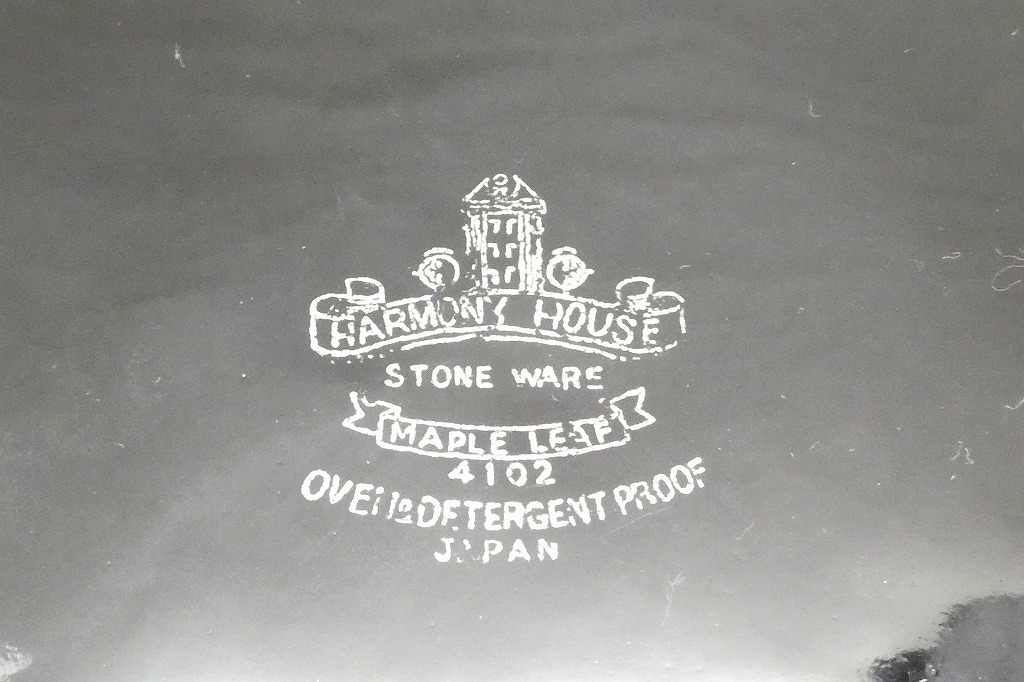 HARMONY HOUSE
STONE WARE
MAPLE LEAF
4102
OVEN & DETERGENT PROOF
JAPAN